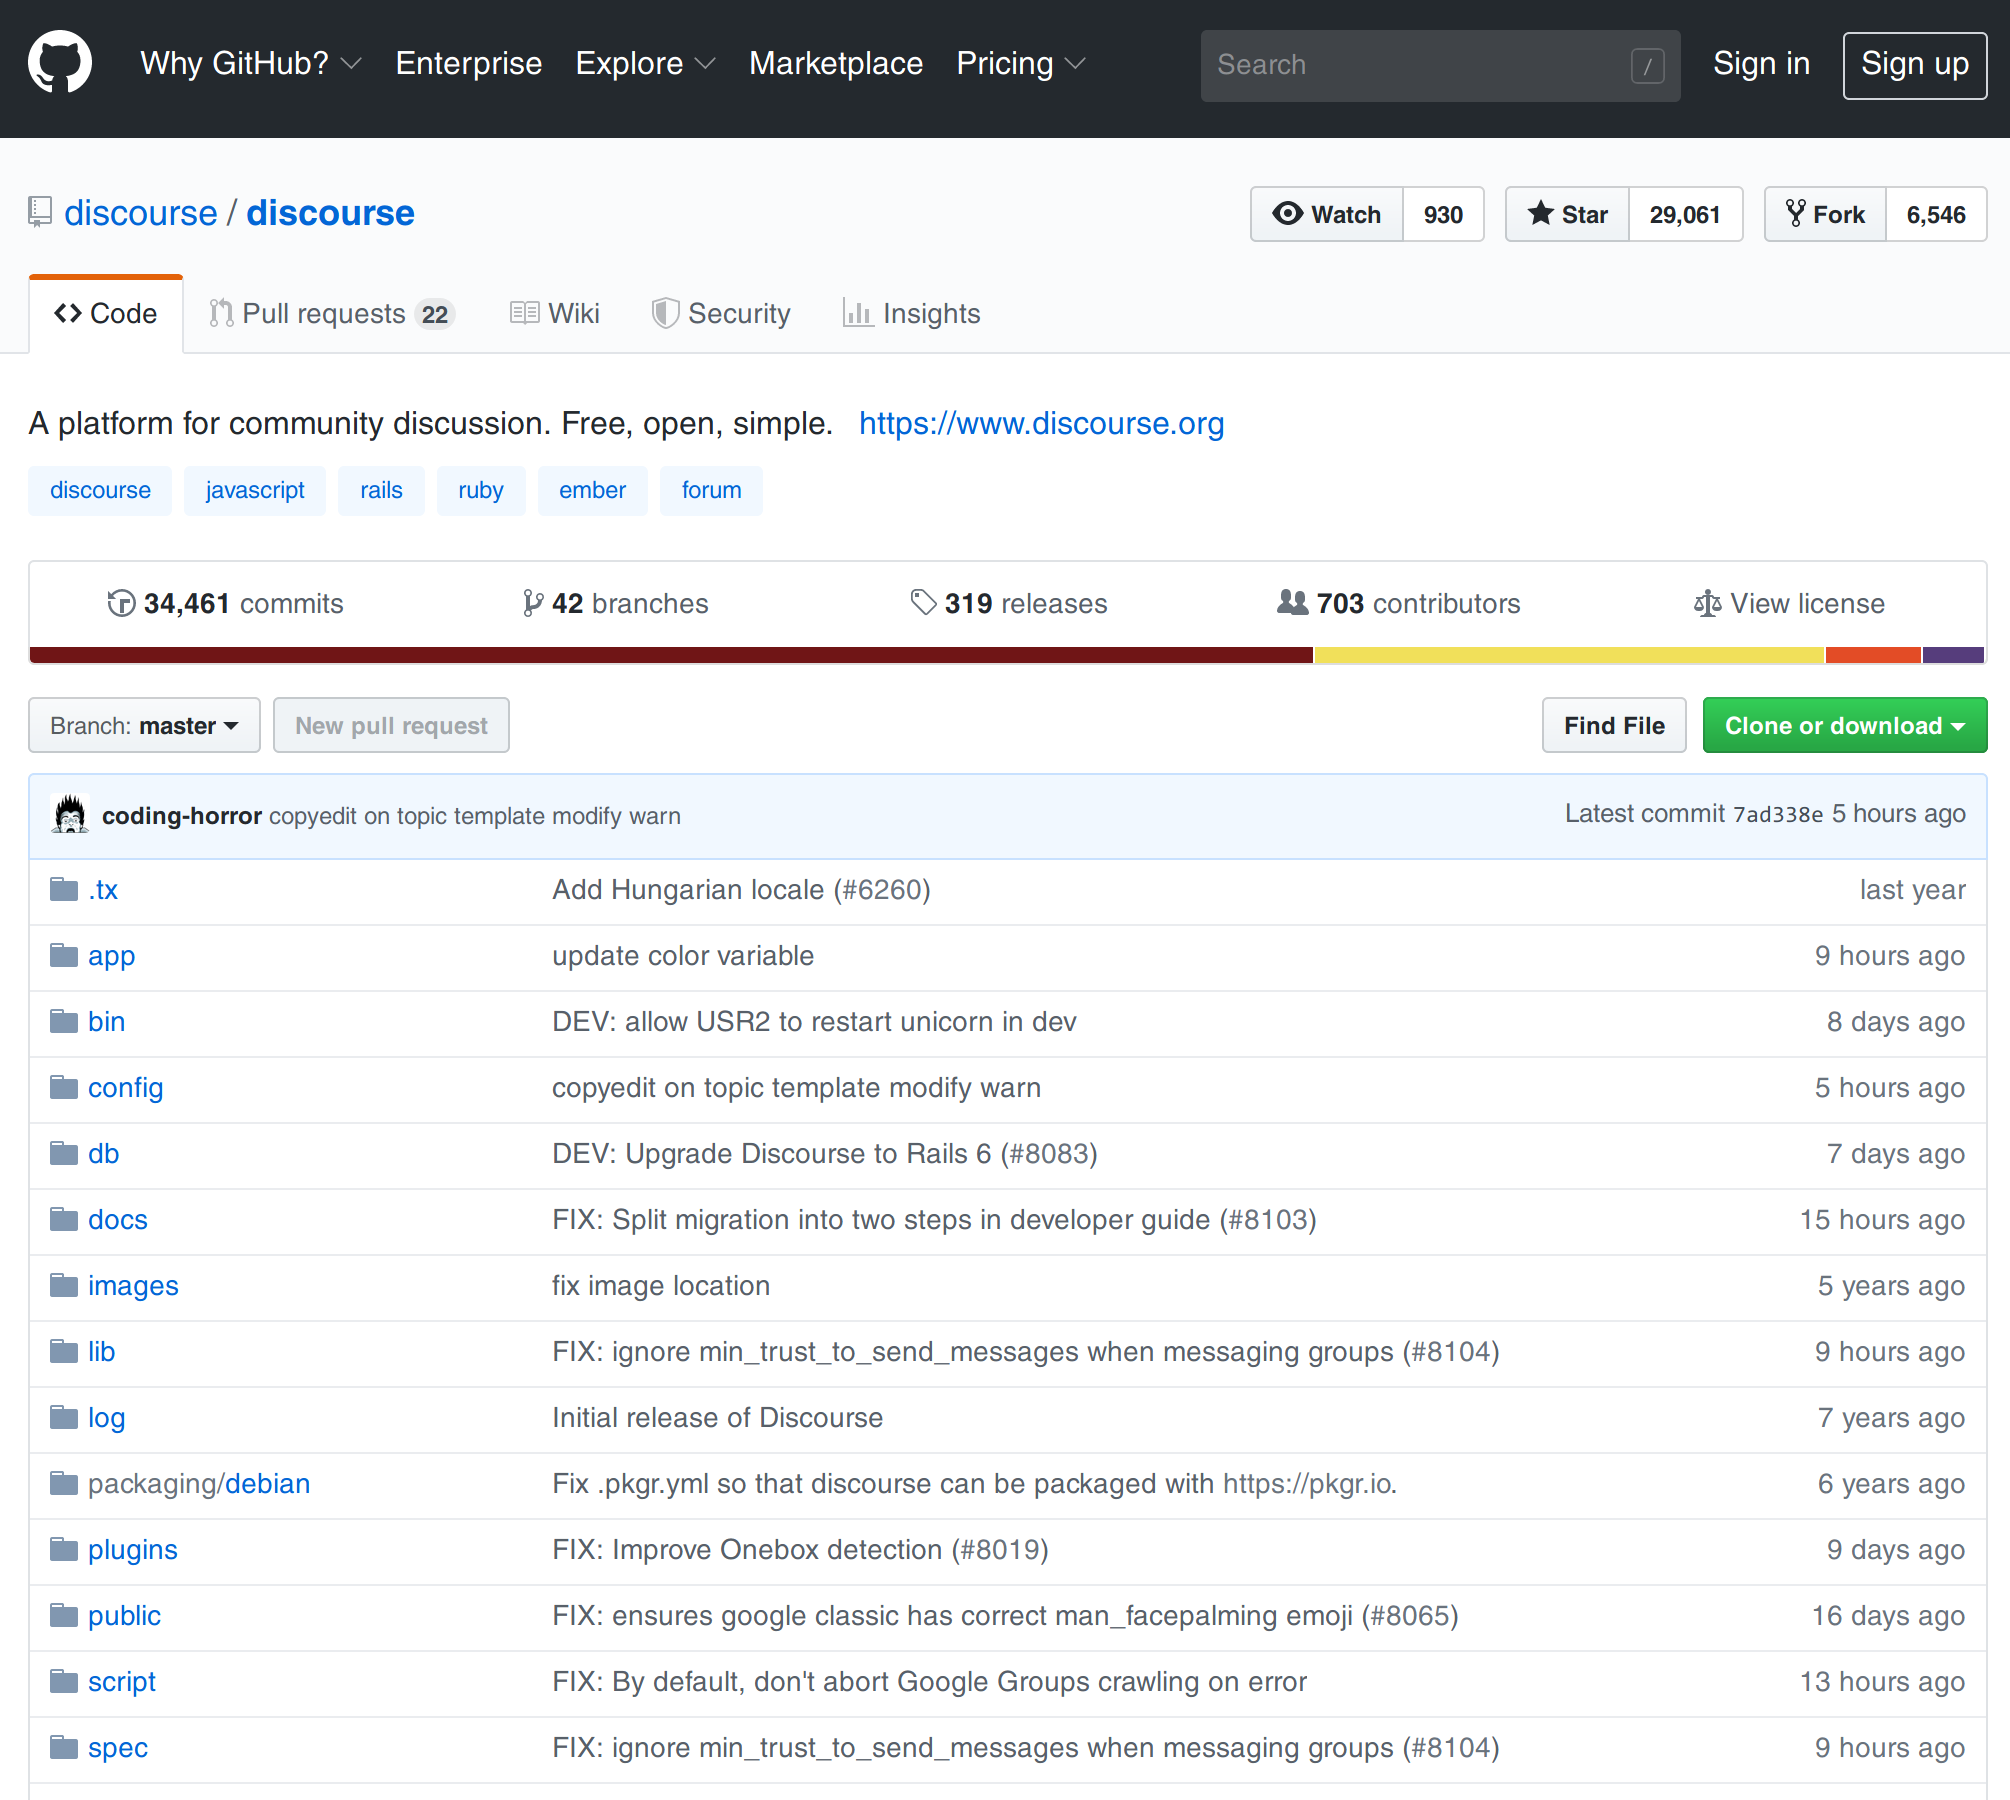 Why GitHub? Enterprise Explore Marketplace Pricing Search / Sign in Sign up
discourse / discourse Watch 930 Star 29,061 Fork 6,546
Code Pull requests 22 Wiki Security Insights
A platform for community discussion. Free, open, simple. https://www.discourse.org
discourse javascript rails ruby ember forum
34,461 commits 42 branches 319 releases 703 contributors View license
Branch: master New pull request Find File Clone or download
coding-horror copyedit on topic template modify warn Latest commit 7ad338e 5 hours ago
.tx Add Hungarian locale (#6260) last year
app update color variable 9 hours ago
bin DEV: allow USR2 to restart unicorn in dev 8 days ago
config copyedit on topic template modify warn 5 hours ago
db DEV: Upgrade Discourse to Rails 6 (#8083) 7 days ago
docs FIX: Split migration into two steps in developer guide (#8103) 15 hours ago
images fix image location 5 years ago
lib FIX: ignore min_trust_to_send_messages when messaging groups (#8104) 9 hours ago
log Initial release of Discourse 7 years ago
packaging/debian Fix .pkgr.yml so that discourse can be packaged with https://pkgr.io. 6 years ago
plugins FIX: Improve Onebox detection (#8019) 9 days ago
public FIX: ensures google classic has correct man_facepalming emoji (#8065) 16 days ago
script FIX: By default, don't abort Google Groups crawling on error 13 hours ago
spec FIX: ignore min_trust_to_send_messages when messaging groups (#8104) 9 hours ago